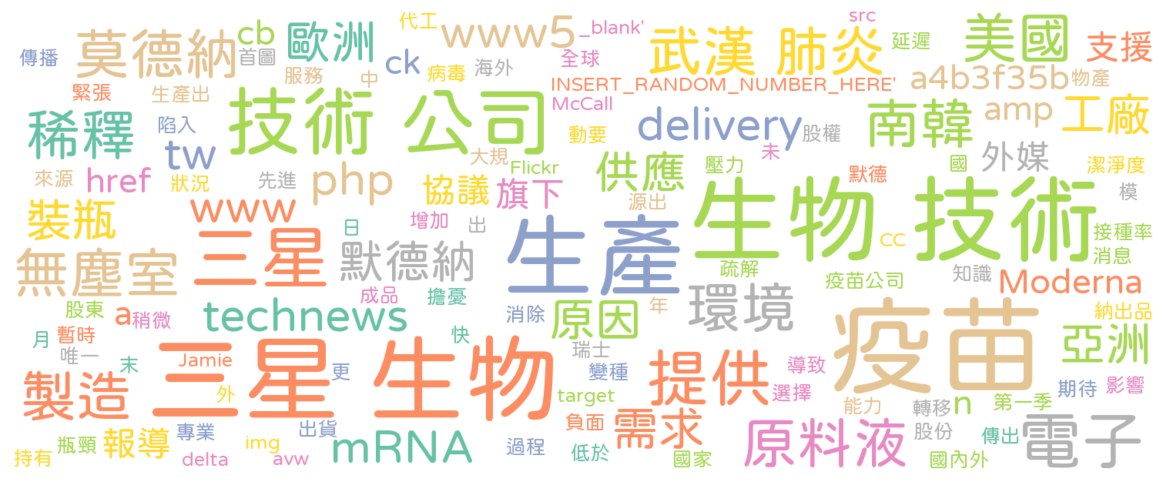 代工 src
莫德納 cb 歐洲 www5 _blank' 武漢 肺炎 延遲 美國 支援
傳播 首圖 ck 病毒 海外 全球
服務 中
緊張 生產出 INSERT_RANDOM_NUMBER_HERE' a4b3f35b 物產
稀釋 陷入 技術 公司 McCall delivery 股權 南韓 amp 工廠
tw 動要 未 外媒
來源 href 狀況 先進 php 大規 Flickr 供應 壓力 默德 國 潔淨度
協議 旗下 源出 模
裝瓶 www 三星 日 增加 出 生產 生物 技術 接種率
無塵室 默德納 CC 消息
疏解 疫苗公司 知識 Moderna
股東 a 稍微 成品 擔憂 消除 原因 年 環境 納出品
technews
月 暫時 快 疫苗 亞洲
唯一 瑞士
末 Jamie 三星 生物 更 變種 提供 導致
製造 外 target 選擇 期待 影響
能力 轉移 n 第一季
瓶頸 報導 專業 出貨 負面 需求 原料液 股份 傳出 電子
持有 img mRNA 過程 低於
delta avw 國家 國內外